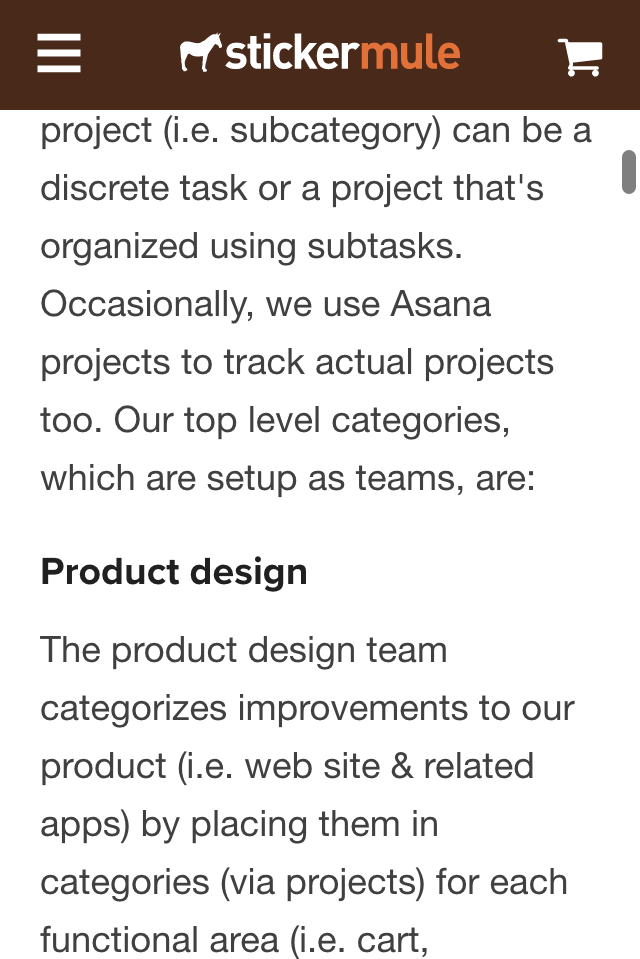 stickermule
project (i.e. subcategory) can be a
discrete task or a project that's
organized using subtasks.
Occasionally, we use Asana
projects to track actual projects
too. Our top level categories,
which are setup as teams, are:
Product design
The product design team
categorizes improvements to our
product (i.e. web site & related
apps) by placing them in
categories (via projects) for each
functional area (i.e. cart,